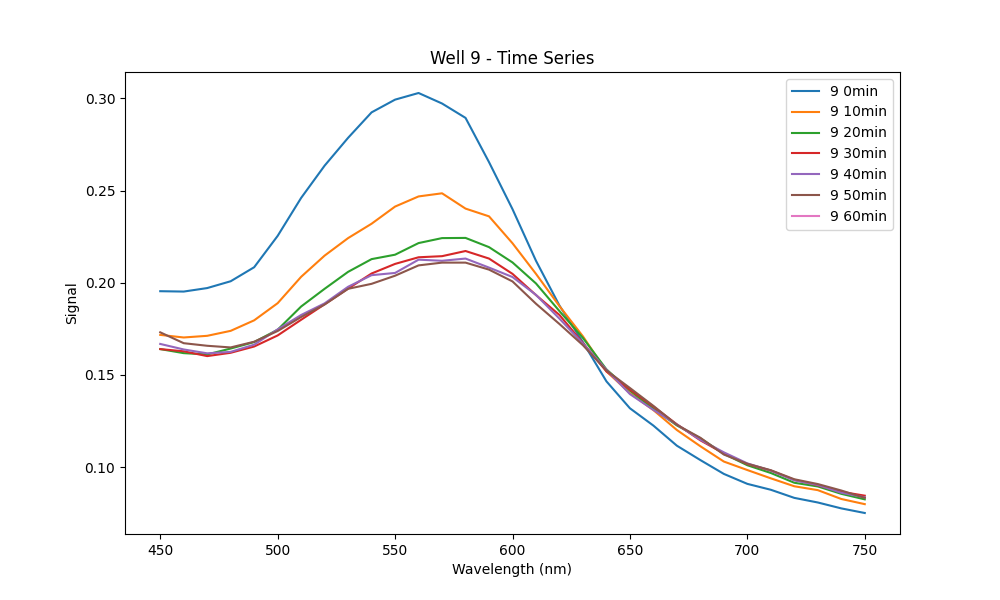 Well 9 - Time Series
9 0min
9 10min
9 20min
9 30min
9 40min
9 50min
9 60min
0.30
0.25
0.20
0.15
0.10
Signal
450
500
550
600
650
700
750
Wavelength (nm)